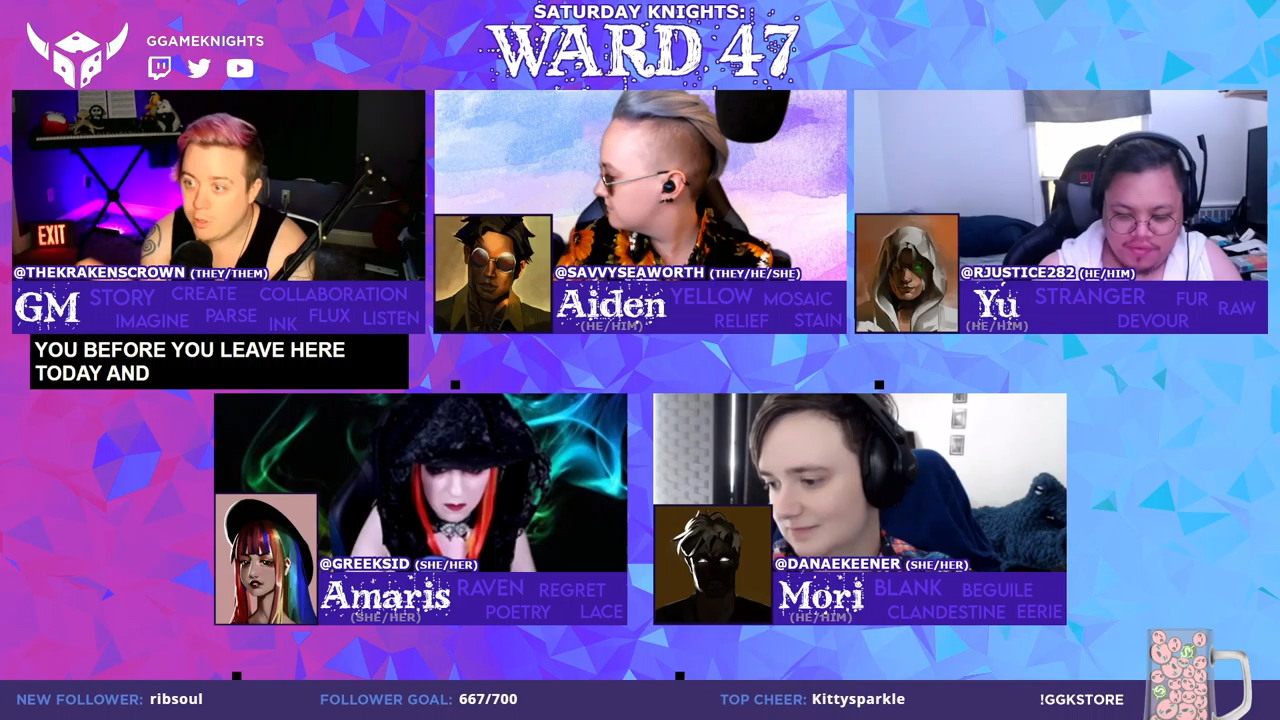 SATURDAY KNIGHTS:
WARD 47
GGAMEKNIGHTS
EXIT
@THEKRAKENSCROWN (THEY/THEM)
GM STORY CREATE COLLABORATION
IMAGINE PARSE INK FLUX LISTEN
@SAVVYSEAWORTH (THEY/HE/SHE)
Aiden YELLOW MOSAIC
(HE/HIM) RELIEF STAIN
@RJUSTICE282 (HE/HIM)
Yu STRANGER FUR RAW
(HE/HIM) DEVOUR
YOU BEFORE YOU LEAVE HERE
TODAY AND
@GREEKSID (SHE/HER)
Amaris RAVEN REGRET
(SHE/HER) POETRY LACE
@DANAEKEENER (SHE/HER)
Mori BLANK BEGUILE
(HE/HIM) CLANDESTINE EERIE
NEW FOLLOWER: ribsoul FOLLOWER GOAL: 667/700 TOP CHEER: Kittysparkle !GGKSTORE